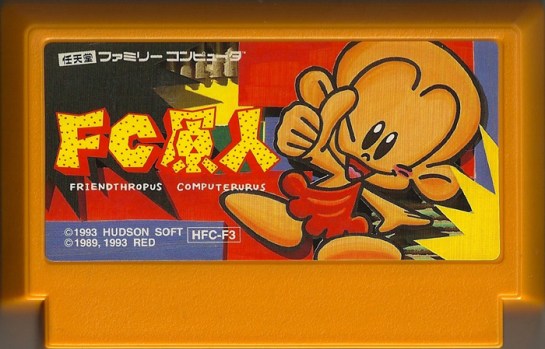 任天堂 ファミリーコンピュータ
FC原人
FRIENDTHROPUS COMPUTERURUS
©1993 HUDSON SOFT HFC-F3
©1989, 1993 RED